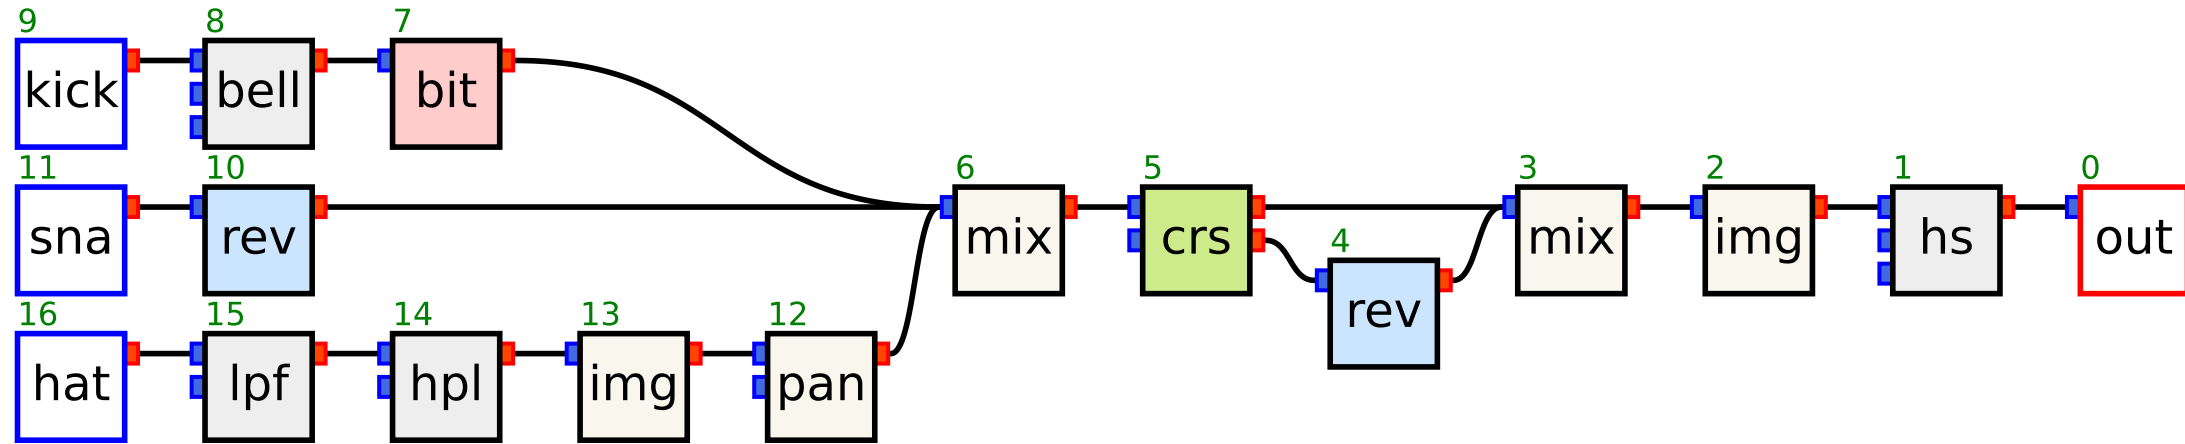 9 8 7
kick bell bit
11 10 6 5 3 2 1 0
sna rev mix crs mix img hs out
4
rev
16 15 14 13 12
hat lpf hpl img pan